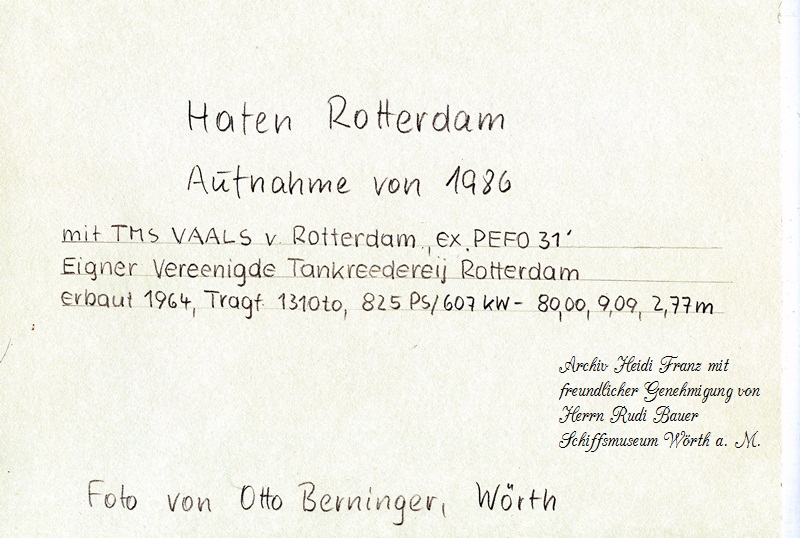 Hafen Rotterdam
Aufnahme von 1986
mit TMS VAALS v. Rotterdam, ex, PEFO 31'
Eigner Vereenigde Tankreederij Rotterdam
erbaut 1964, Tragf. 1310to, 825 PS/607 kW - 80,00, 9,09, 2,77m
Archiv Heidi Franz mit
freundlicher Genehmigung von
Herrn Rudi Bauer
Schiffsmuseum Wörth a. M.
Foto von Otto Berninger, Wörth